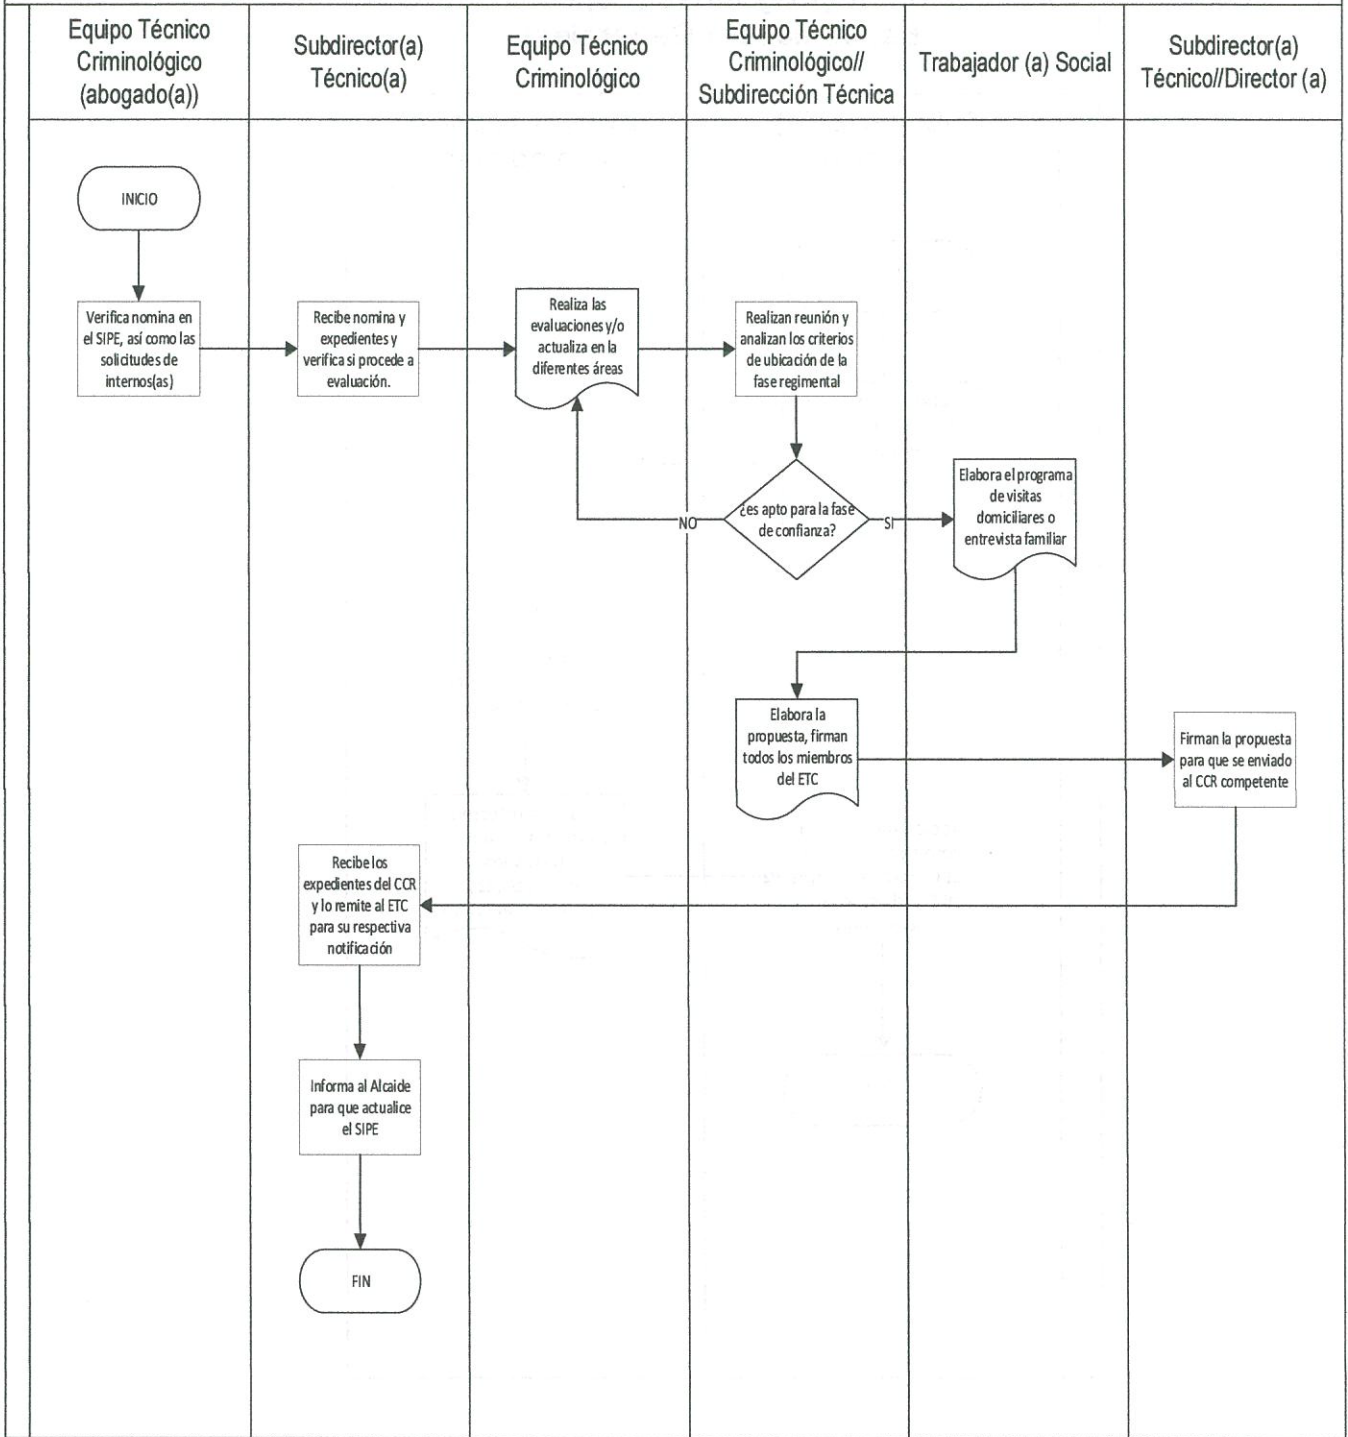 Equipo Técnico
Criminológico
(abogado(a))
Subdirector(a)
Técnico(a)
Equipo Técnico
Criminológico
Equipo Técnico
Criminológico//
Subdirección Técnica
Trabajador (a) Social
Subdirector(a)
Técnico//Director (a)
INICIO
Verifica nomina en
el SIPE, así como las
solicitudes de
internos(as)
Recibe nomina y
expedientes y
verifica si procede a
evaluación.
Realiza las
evaluaciones y/o
actualiza en la
diferentes áreas
Realizan reunión y
analizan los criterios
de ubicación de la
fase regimental
¿es apto para la fase
de confianza?
NO
SI
Elabora el programa
de visitas
domiciliares o
entrevista familiar
Elabora la
propuesta, firman
todos los miembros
del ETC
Firman la propuesta
para que se enviado
al CCR competente
Recibe los
expedientes del CCR
y lo remite al ETC
para su respectiva
notificación
Informa al Alcaide
para que actualice
el SIPE
FIN